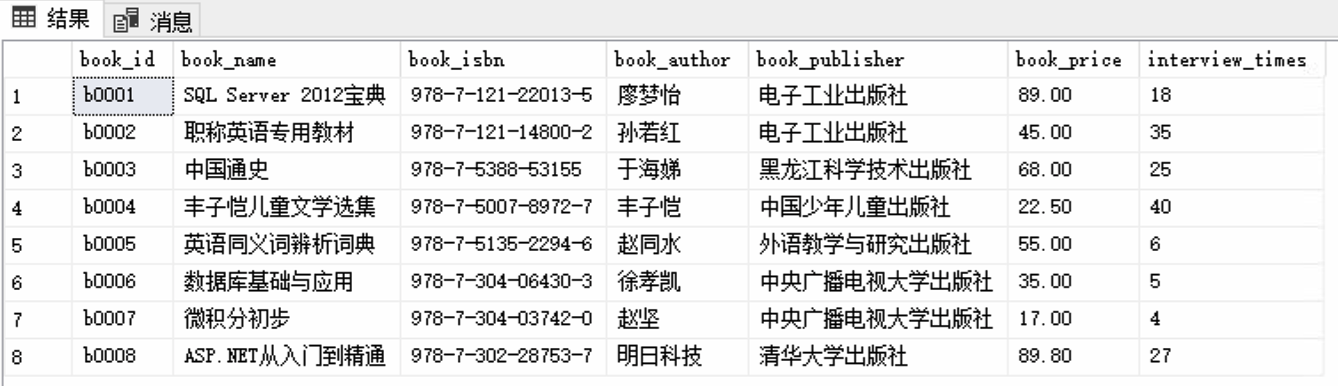 结果 消息
book_id book_name book_isbn book_author book_publisher book_price interview_times
1 b0001 SQL Server 2012宝典 978-7-121-22013-5 廖梦怡 电子工业出版社 89.00 18
2 b0002 职称英语专用教材 978-7-121-14800-2 孙若红 电子工业出版社 45.00 35
3 b0003 中国通史 978-7-5388-53155 于海娣 黑龙江科学技术出版社 68.00 25
4 b0004 丰子恺儿童文学选集 978-7-5007-8972-7 丰子恺 中国少年儿童出版社 22.50 40
5 b0005 英语同义词辨析词典 978-7-5135-2294-6 赵同水 外语教学与研究出版社 55.00 6
6 b0006 数据库基础与应用 978-7-304-06430-3 徐孝凯 中央广播电视大学出版社 35.00 5
7 b0007 微积分初步 978-7-304-03742-0 赵坚 中央广播电视大学出版社 17.00 4
8 b0008 ASP.NET从入门到精通 978-7-302-28753-7 明日科技 清华大学出版社 89.80 27